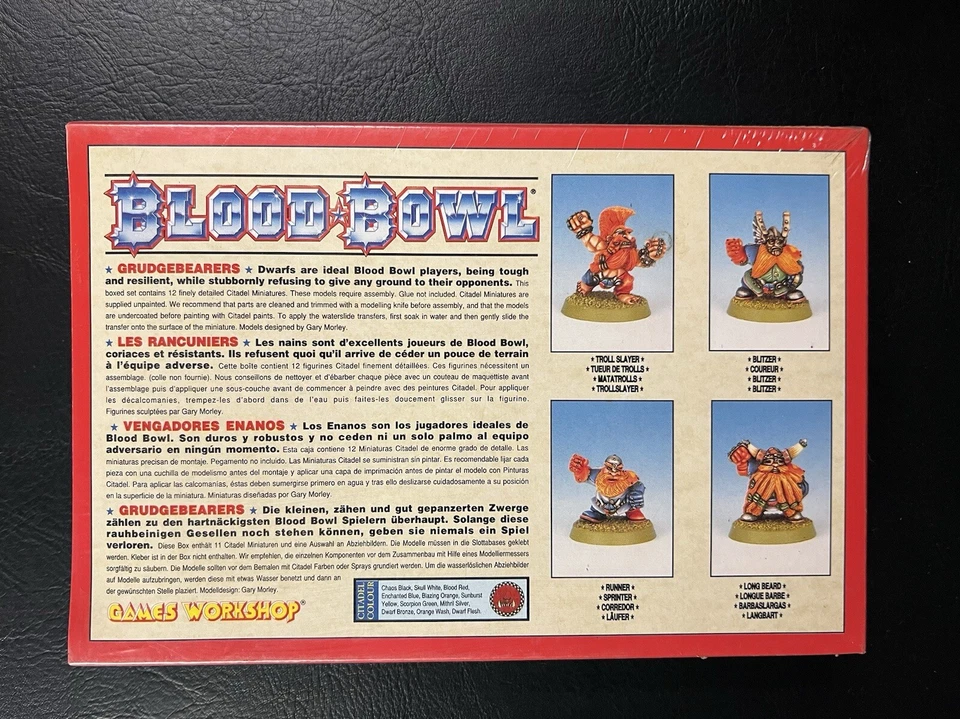 BLOOD★BOWL®
★ GRUDGEBEARERS ★ Dwarfs are ideal Blood Bowl players, being tough
and resilient, while stubbornly refusing to give any ground to their opponents. This
boxed set contains 12 finely detailed Citadel Miniatures. These models require assembly. Glue not included. Citadel Miniatures are
supplied unpainted. We recommend that parts are cleaned and trimmed with a modelling knife before assembly, and that the models
are undercoated before painting with Citadel paints. To apply the waterslide transfers, first soak in water and then gently slide the
transfer onto the surface of the miniature. Models designed by Gary Morley.
★ LES RANCUNIERS ★ Les nains sont d'excellents joueurs de Blood Bowl,
coriaces et résistants. Ils refusent quoi qu'il arrive de céder un pouce de terrain
à l'équipe adverse. Cette boîte contient 12 figurines Citadel finement détaillées. Ces figurines nécessitent un
assemblage. (colle non fournie). Nous conseillons de nettoyer et d'ébarber chaque pièce avec un couteau de maquettiste avant
l'assemblage puis d'appliquer une sous-couche avant de commencer à peindre avec des peintures Citadel. Pour appliquer
les décalcomanies, trempez-les d'abord dans de l'eau puis faites-les doucement glisser sur la figurine.
Figurines sculptées par Gary Morley.
★ VENGADORES ENANOS ★ Los Enanos son los jugadores ideales de
Blood Bowl. Son duros y robustos y no ceden ni un solo palmo al equipo
adversario en ningún momento. Esta caja contiene 12 Miniaturas Citadel de enorme grado de detalle. Las
miniaturas precisan de montaje. Pegamento no incluido. Las Miniaturas Citadel se suministran sin pintar. Es recomendable lijar cada
pieza con una cuchilla de modelismo antes del montaje y aplicar una capa de imprimación antes de pintar el modelo con Pinturas
Citadel. Para aplicar las calcomanías, éstas deben sumergirse primero en agua y tras ello deslizarse cuidadosamente a su posición
en la superficie de la miniatura. Miniaturas diseñadas por Gary Morley.
★ GRUDGEBEARERS ★ Die kleinen, zähen und gut gepanzerten Zwerge
zählen zu den hartnäckigsten Blood Bowl Spielern überhaupt. Solange diese
rauhbeinigen Gesellen noch stehen können, geben sie niemals ein Spiel
verloren. Diese Box enthält 11 Citadel Miniaturen und eine Auswahl an Abziehbildern. Die Modelle müssen in die Slottabases geklebt
werden. Kleber ist in der Box nicht enthalten. Wir empfehlen, die einzelnen Komponenten vor dem Zusammenbau mit Hilfe eines Modellermessers
sorgfältig zu säubern. Die Modelle sollten vor dem Bemalen mit Citadel Farben oder Sprays grundiert werden. Um die wasserlöslichen Abziehbilder
auf Modelle aufzubringen, werden diese mit etwas Wasser benetzt und dann an
der gewünschten Stelle plaziert. Modelldesign: Gary Morley.
GAMES WORKSHOP®
CITADEL
COLOUR
Chaos Black, Skull White, Blood Red,
Enchanted Blue, Blazing Orange, Sunburst
Yellow, Scorpion Green, Mithril Silver,
Dwarf Bronze, Orange Wash, Dwarf Flesh.
★ TROLL SLAYER ★
★ TUEUR DE TROLLS ★
★ MATATROLLS ★
★ TROLLSLAYER ★
★ BLITZER ★
★ COUREUR ★
★ BLITZER ★
★ BLITZER ★
★ RUNNER ★
★ SPRINTER ★
★ CORREDOR ★
★ LÄUFER ★
★ LONG BEARD ★
★ LONGUE BARBE ★
★ BARBASLARGAS ★
★ LANGBART ★